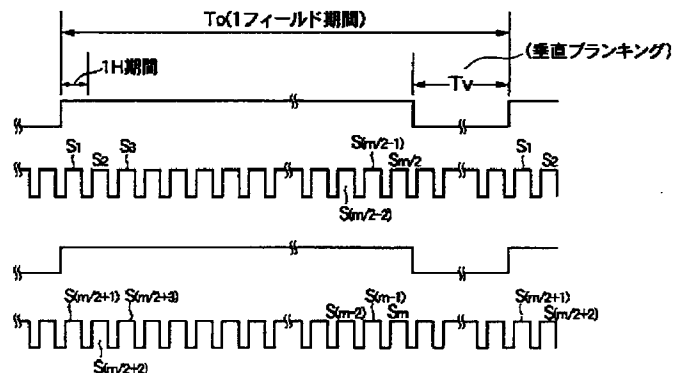 To(1フィールド期間)
(垂直ブランキング)
1H期間
Tv
S1 S2 S3 S(m/2-2) S(m/2-1) Sm/2 S1 S2
S(m/2+1) S(m/2+2) S(m/2+3) S(m-2) S(m-1) Sm S(m/2+1) S(m/2+2)